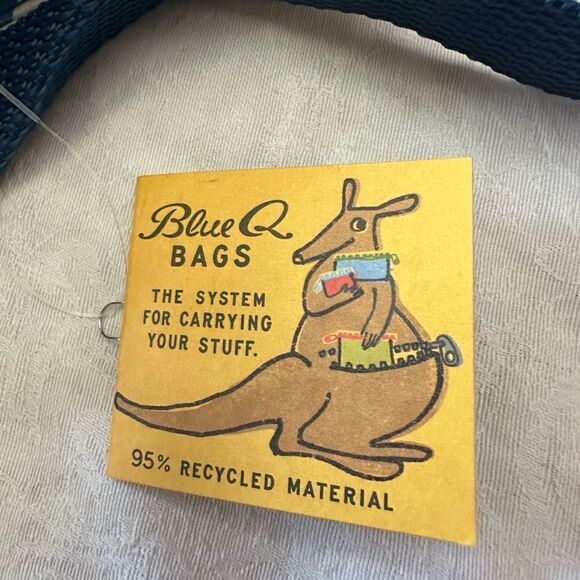 Blue Q
BAGS
THE SYSTEM
FOR CARRYING
YOUR STUFF.
95% RECYCLED MATERIAL